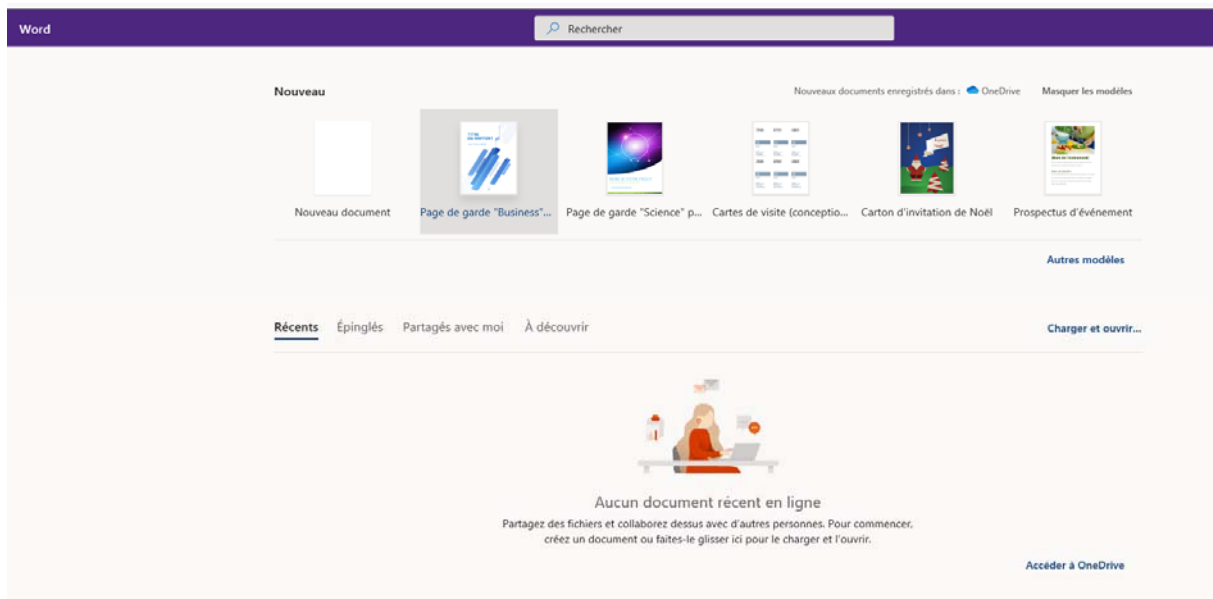 Word
Rechercher
Nouveau
Nouveaux documents enregistrés dans : OneDrive
Masquer les modèles
TITRE
DU RAPPORT
Nouveau document
Page de garde "Business"...
Page de garde "Science" p...
Cartes de visite (conceptio...
Carton d'invitation de Noël
Prospectus d'événement
Autres modèles
Récents
Épinglés
Partagés avec moi
À découvrir
Charger et ouvrir...
Aucun document récent en ligne
Partagez des fichiers et collaborez dessus avec d'autres personnes. Pour commencer,
créez un document ou faites-le glisser ici pour le charger et l'ouvrir.
Accéder à OneDrive